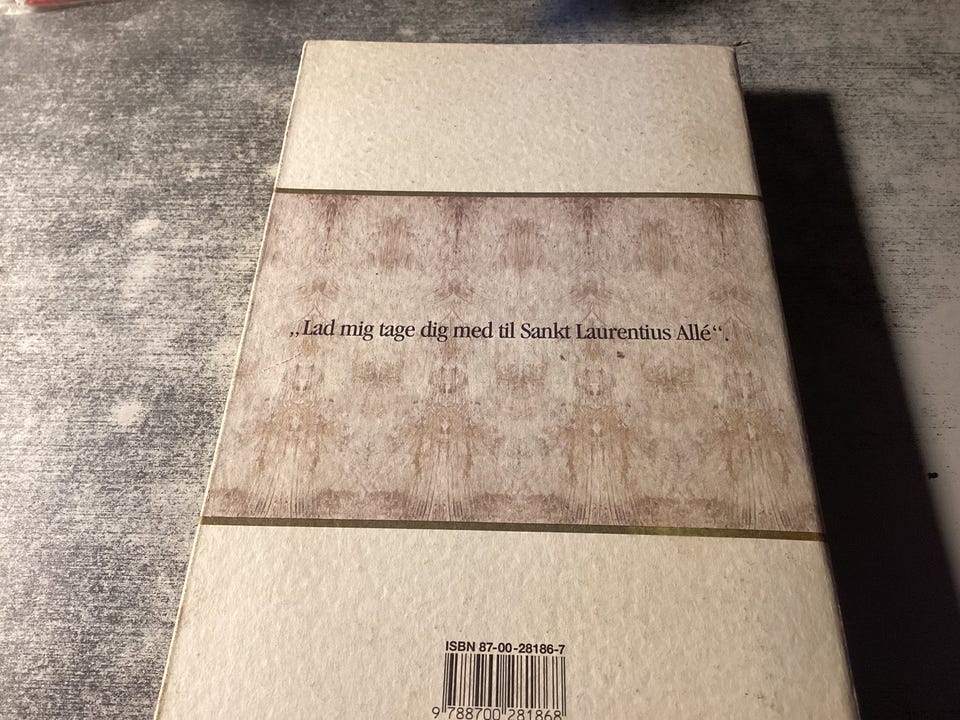 „Lad mig tage dig med til Sankt Laurentius Allé“.
ISBN 87-00-28186-7
9 788700 281868